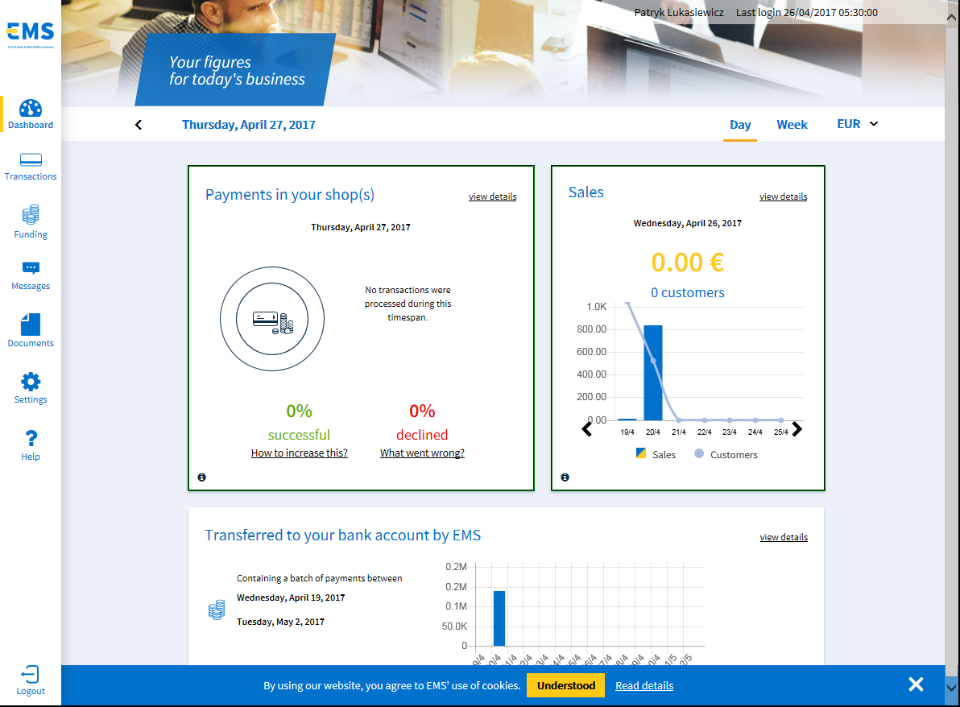 Patryk Lukasiewicz Last login 26/04/2017 05:30:00
EMS
Your figures
for today's business
Dashboard
Transactions
Funding
Messages
Documents
Settings
Help
Logout
Thursday, April 27, 2017
Day Week EUR
Payments in your shop(s) view details
Thursday, April 27, 2017
No transactions were
processed during this
timespan.
0%
successful
How to increase this?
0%
declined
What went wrong?
Sales view details
Wednesday, April 26, 2017
0.00 €
0 customers
1.0K
800.00
600.00
400.00
200.00
0.00
19/4 20/4 21/4 22/4 23/4 24/4 25/4
Sales Customers
Transferred to your bank account by EMS view details
Containing a batch of payments between
Wednesday, April 19, 2017
Tuesday, May 2, 2017
0.2M
0.2M
0.1M
50.0K
0
By using our website, you agree to EMS' use of cookies. Understood Read details